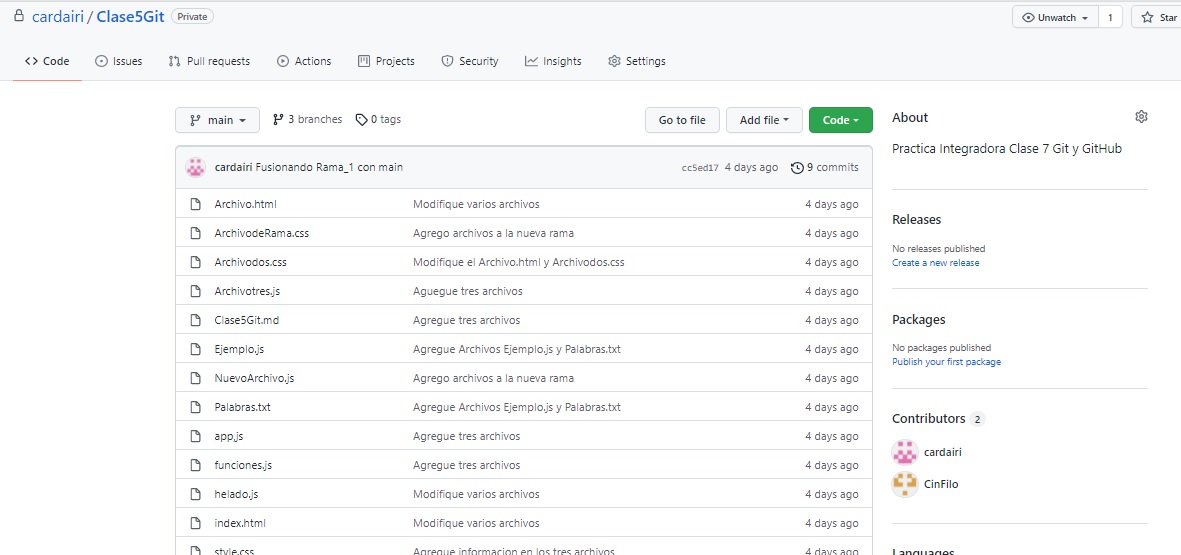 cardairi / Clase5Git Private
Unwatch 1 Star
Code Issues Pull requests Actions Projects Security Insights Settings
main 3 branches 0 tags Go to file Add file Code
cardairi Fusionando Rama_1 con main cc5ed17 4 days ago 9 commits
Archivo.html Modifique varios archivos 4 days ago
ArchivodeRama.css Agrego archivos a la nueva rama 4 days ago
Archivodos.css Modifique el Archivo.html y Archivodos.css 4 days ago
Archivotres.js Aguegue tres archivos 4 days ago
Clase5Git.md Agregue tres archivos 4 days ago
Ejemplo.js Agregue Archivos Ejemplo.js y Palabras.txt 4 days ago
NuevoArchivo.js Agrego archivos a la nueva rama 4 days ago
Palabras.txt Agregue Archivos Ejemplo.js y Palabras.txt 4 days ago
app.js Agregue tres archivos 4 days ago
funciones.js Agregue tres archivos 4 days ago
helado.js Modifique varios archivos 4 days ago
index.html Modifique varios archivos 4 days ago
style.css Agregue informacion en los tres archivos 4 days ago
About
Practica Integradora Clase 7 Git y GitHub
Releases
No releases published
Create a new release
Packages
No packages published
Publish your first package
Contributors 2
cardairi
CinFilo
Languages